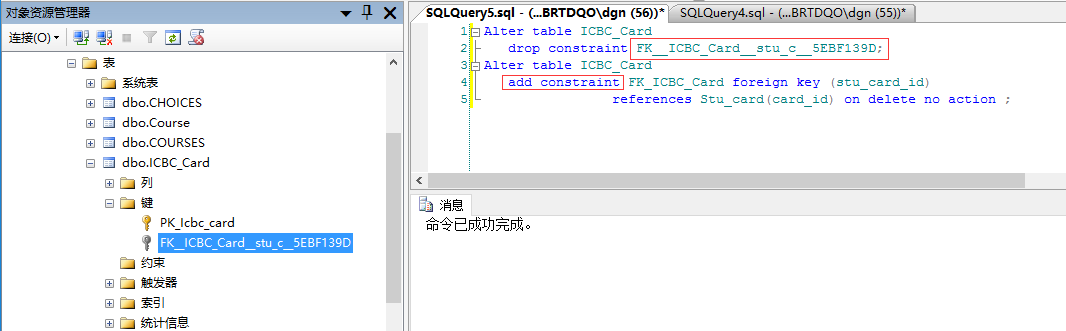 对象资源管理器
连接(O)
表
系统表
dbo.CHOICES
dbo.Course
dbo.COURSES
dbo.ICBC_Card
列
键
PK_Icbc_card
FK__ICBC_Card__stu_c__5EBF139D
约束
触发器
索引
统计信息
SQLQuery5.sql - (...BRTDQO\dgn (56))* SQLQuery4.sql - (...BRTDQO\dgn (55))*
1 Alter table ICBC_Card
2 drop constraint FK__ICBC_Card__stu_c__5EBF139D;
3 Alter table ICBC_Card
4 add constraint FK_ICBC_Card foreign key (stu_card_id)
5 references Stu_card(card_id) on delete no action ;
消息
命令已成功完成。